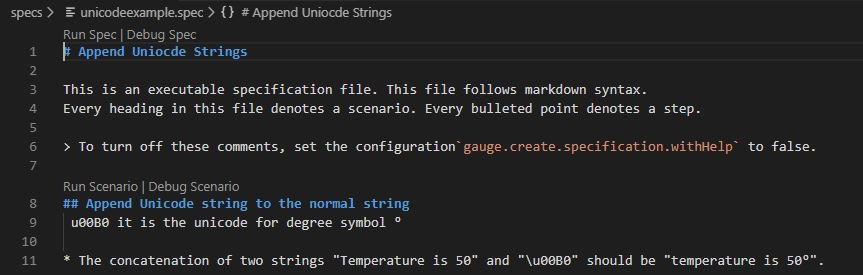 specs > unicodeexample.spec > {} # Append Uniocde Strings
Run Spec | Debug Spec
1 # Append Uniocde Strings
2
3 This is an executable specification file. This file follows markdown syntax.
4 Every heading in this file denotes a scenario. Every bulleted point denotes a step.
5
6 > To turn off these comments, set the configuration`gauge.create.specification.withHelp` to false.
7
Run Scenario | Debug Scenario
8 ## Append Unicode string to the normal string
9 u00B0 it is the unicode for degree symbol º
10
11 * The concatenation of two strings "Temperature is 50" and "\u00B0" should be "temperature is 50º".